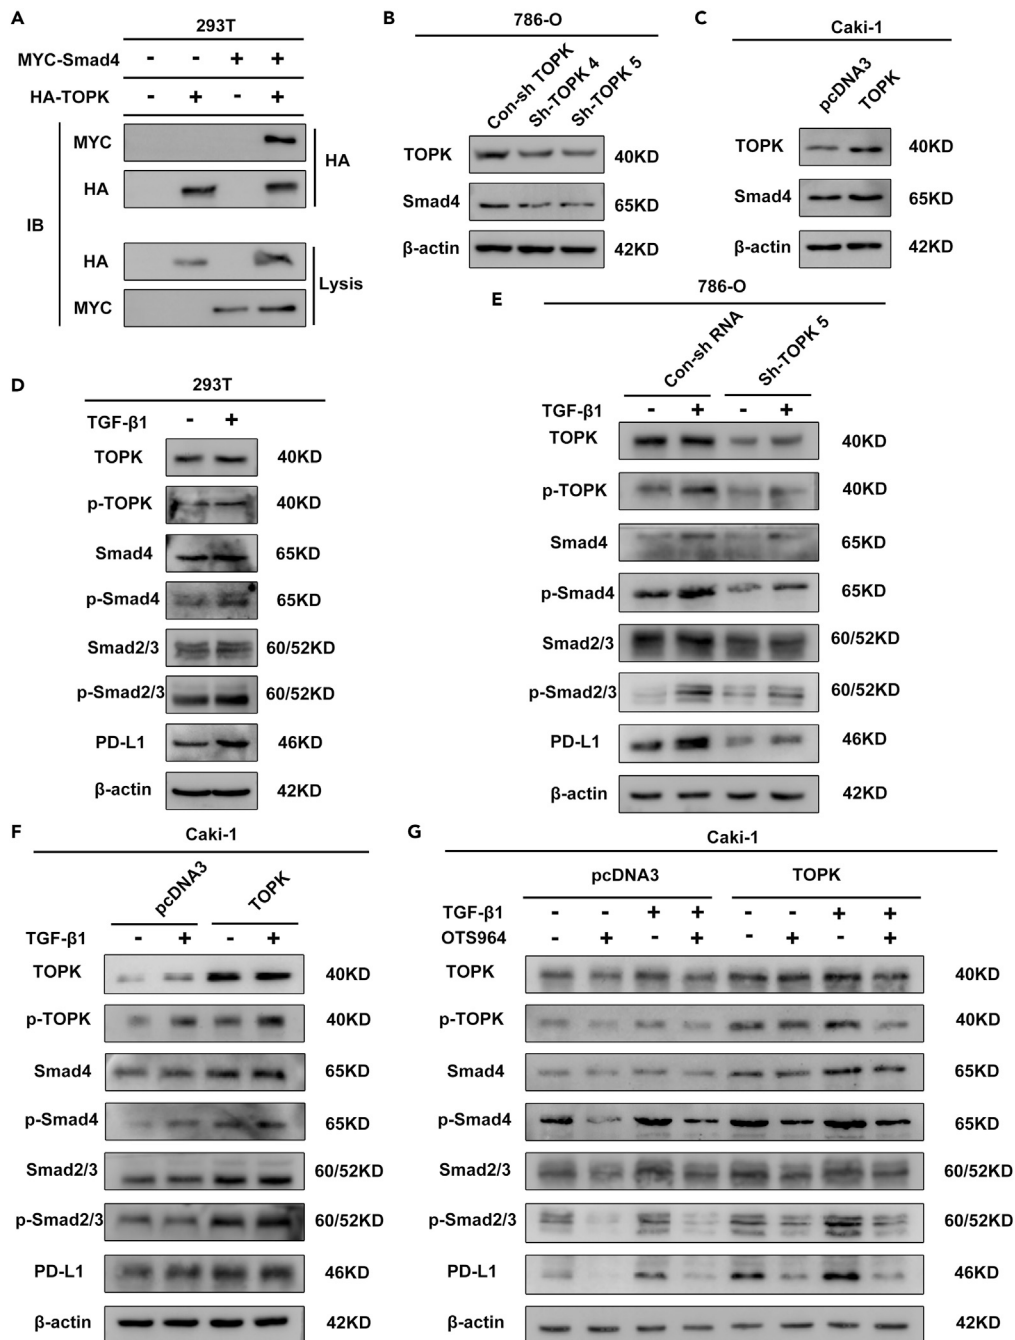 A
293T
MYC-Smad4 - - + +
HA-TOPK - + - +
IB
MYC
HA
HA
HA
MYC
Lysis
B
786-O
Con-sh TOPK
Sh-TOPK 4
Sh-TOPK 5
TOPK 40KD
Smad4 65KD
β-actin 42KD
C
Caki-1
pcDNA3
TOPK
TOPK 40KD
Smad4 65KD
β-actin 42KD
D
293T
TGF-β1 - +
TOPK 40KD
p-TOPK 40KD
Smad4 65KD
p-Smad4 65KD
Smad2/3 60/52KD
p-Smad2/3 60/52KD
PD-L1 46KD
β-actin 42KD
E
786-O
Con-sh RNA
Sh-TOPK 5
TGF-β1 - + - +
TOPK 40KD
p-TOPK 40KD
Smad4 65KD
p-Smad4 65KD
Smad2/3 60/52KD
p-Smad2/3 60/52KD
PD-L1 46KD
β-actin 42KD
F
Caki-1
pcDNA3
TOPK
TGF-β1 - + - +
TOPK 40KD
p-TOPK 40KD
Smad4 65KD
p-Smad4 65KD
Smad2/3 60/52KD
p-Smad2/3 60/52KD
PD-L1 46KD
β-actin 42KD
G
Caki-1
pcDNA3 TOPK
TGF-β1 - - + + - - + +
OTS964 - + - + - + - +
TOPK 40KD
p-TOPK 40KD
Smad4 65KD
p-Smad4 65KD
Smad2/3 60/52KD
p-Smad2/3 60/52KD
PD-L1 46KD
β-actin 42KD